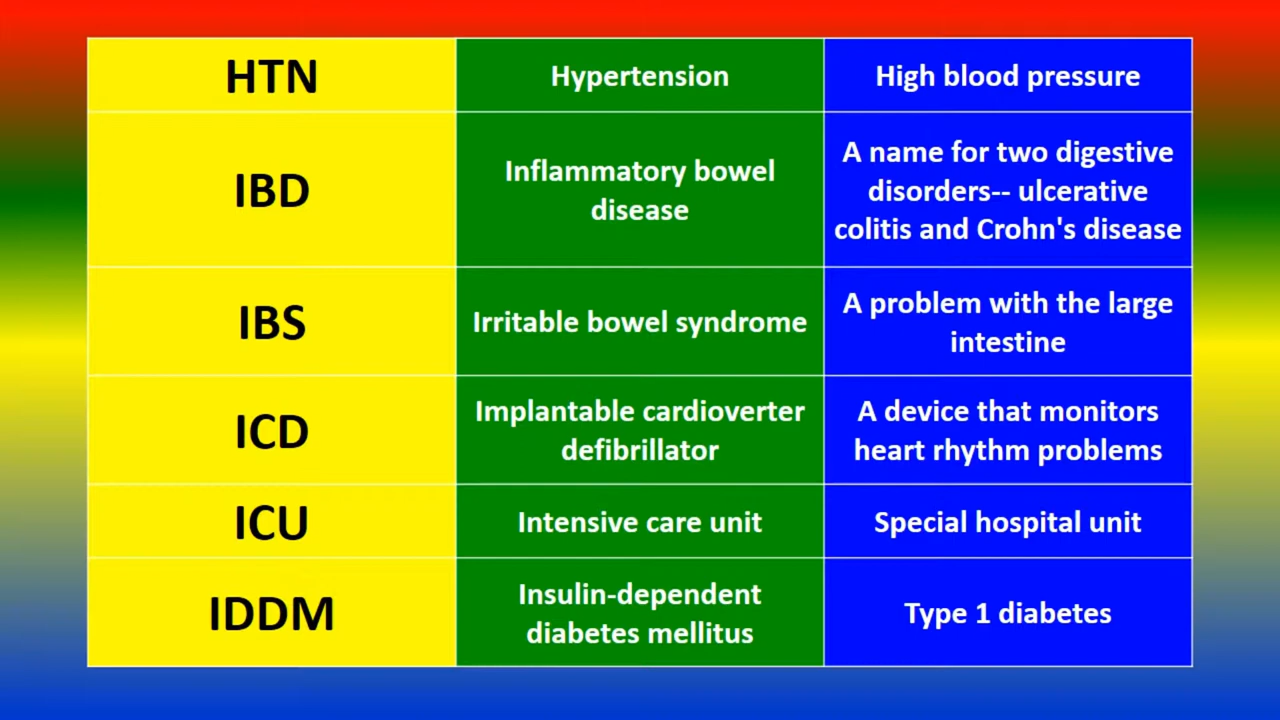 HTN
Hypertension
High blood pressure
IBD
Inflammatory bowel
disease
A name for two digestive
disorders-- ulcerative
colitis and Crohn's disease
IBS
Irritable bowel syndrome
A problem with the large
intestine
ICD
Implantable cardioverter
defibrillator
A device that monitors
heart rhythm problems
ICU
Intensive care unit
Special hospital unit
IDDM
Insulin-dependent
diabetes mellitus
Type 1 diabetes